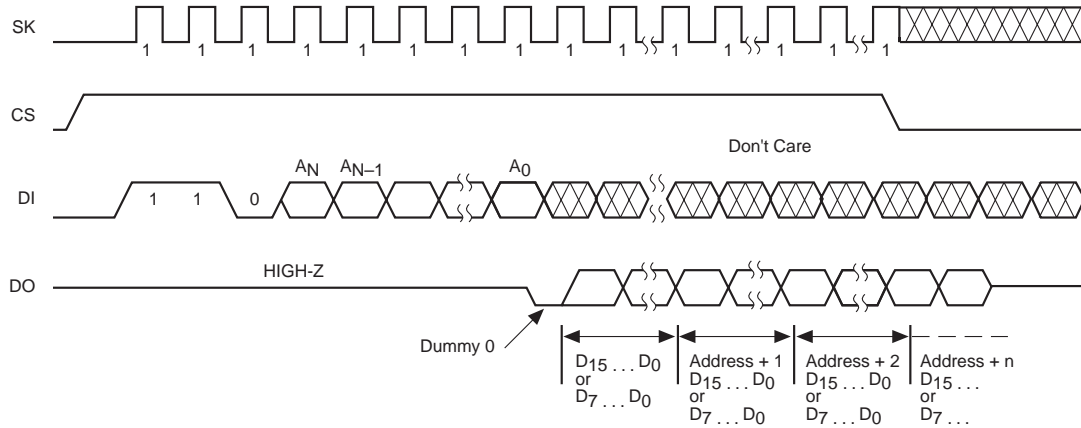 SK
1 1 1 1 1 1 1 1 1 1 1 1 1 1 1
CS
Don't Care
AN AN–1 A0
DI
1 1 0
HIGH-Z
DO
Dummy 0
D15 . . . D0
or
D7 . . . D0
Address + 1
D15 . . . D0
or
D7 . . . D0
Address + 2
D15 . . . D0
or
D7 . . . D0
Address + n
D15 . . .
or
D7 . . .